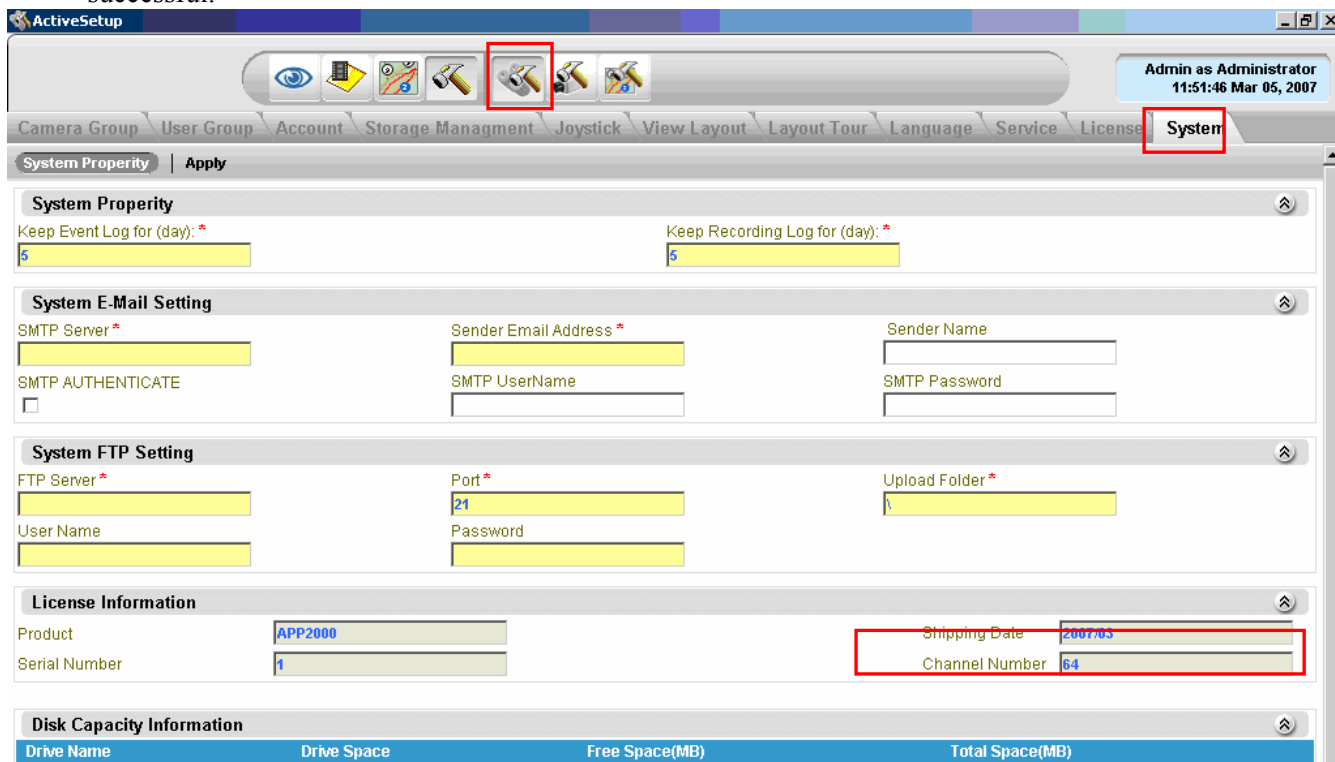 successful.
ActiveSetup
Admin as Administrator
11:51:46 Mar 05, 2007
Camera Group User Group Account Storage Managment Joystick View Layout Layout Tour Language Service License System
System Properity | Apply
System Properity
Keep Event Log for (day): * Keep Recording Log for (day): *
5 5
System E-Mail Setting
SMTP Server * Sender Email Address * Sender Name
SMTP AUTHENTICATE SMTP UserName SMTP Password
System FTP Setting
FTP Server * Port * Upload Folder *
21 \
User Name Password
License Information
Product APP2000 Shipping Date 2007/03
Serial Number 1 Channel Number 64
Disk Capacity Information
Drive Name Drive Space Free Space(MB) Total Space(MB)